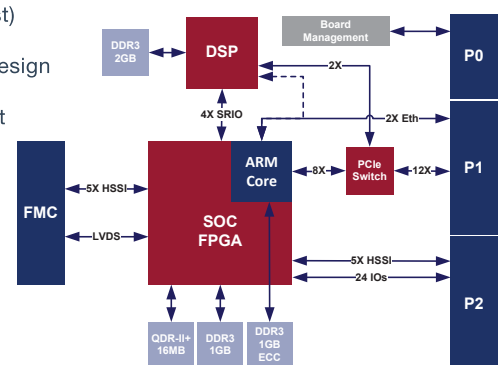 st)
esign
t
DDR3
2GB
DSP
Board
Management
P0
2X
4X SRIO
2X Eth
P1
ARM
Core
8X
PCIe
Switch
12X
FMC
5X HSSI
SOC
FPGA
LVDS
5X HSSI
24 IOs
P2
QDR-II+
16MB
DDR3
1GB
DDR3
1GB
ECC